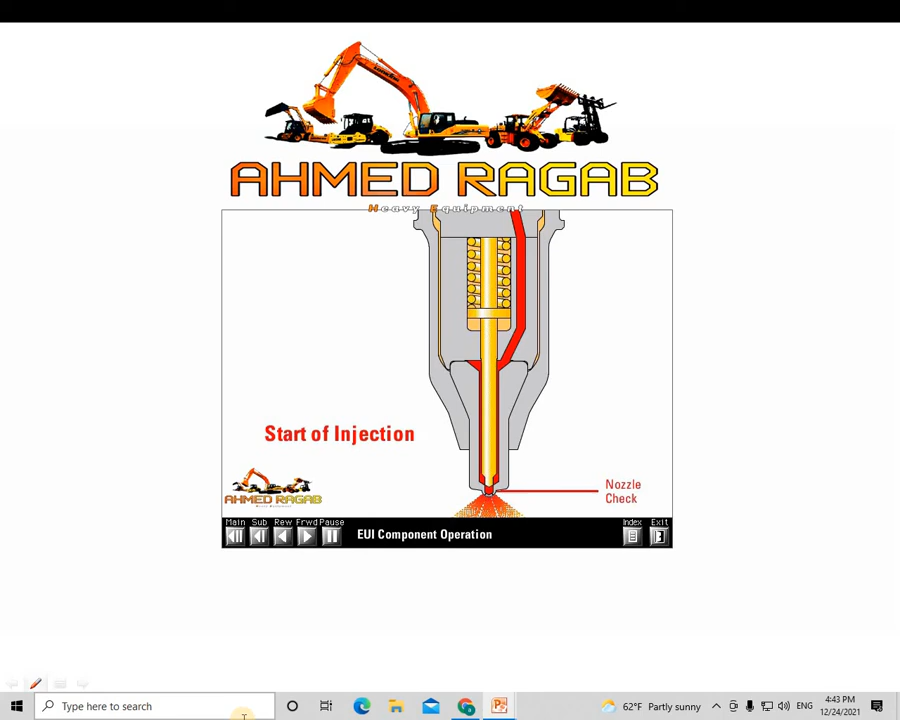 AHMED RAGAB
Heavy Equipment
Start of Injection
Nozzle
Check
AHMED RAGAB
Main Sub Rew Frwd Pause
EUI Component Operation
Index Exit
Type here to search
62°F Partly sunny
ENG
4:43 PM
12/24/2021